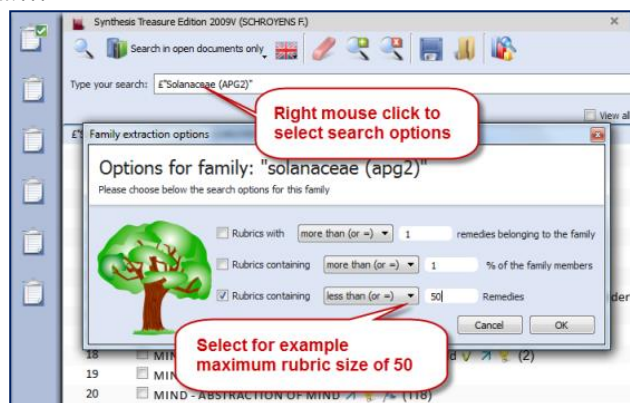 Synthesis Treasure Edition 2009V (SCHROYENS F.)
Search in open documents only
Type your search: £"Solanaceae (APG2)"
Right mouse click to
select search options
View all
Family extraction options
Options for family: "solanaceae (apg2)"
Please choose below the search options for this family
Rubrics with more than (or =) 1 remedies belonging to the family
Rubrics containing more than (or =) 1 % of the family members
Rubrics containing less than (or =) 50 Remedies
Cancel OK
Select for example
maximum rubric size of 50
18 MIND (2)
19 MIN
20 MIND - ABSTRACTION OF MIND (118)